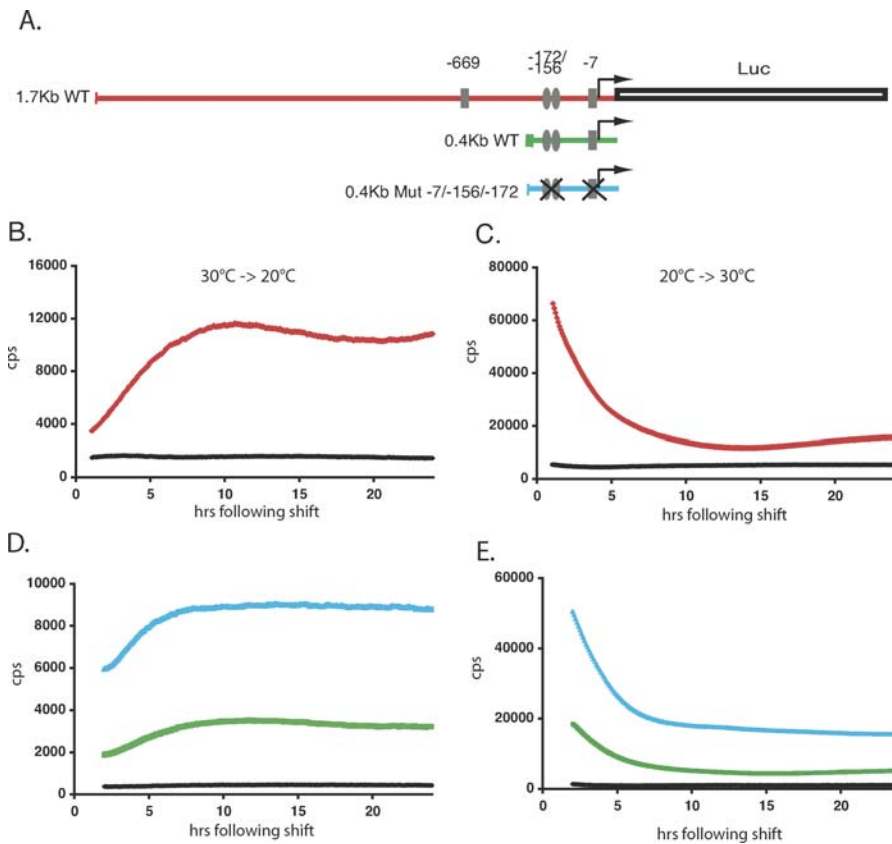 A.
-669
-172/
-156
-7
Luc
1.7Kb WT
0.4Kb WT
0.4Kb Mut -7/-156/-172
B.
30°C -> 20°C
16000
12000
8000
4000
0
cps
0 5 10 15 20
hrs following shift
C.
20°C -> 30°C
80000
60000
40000
20000
0
cps
0 5 10 15 20
hrs following shift
D.
10000
8000
6000
4000
2000
0
cps
0 5 10 15 20
hrs following shift
E.
60000
40000
20000
0
cps
0 5 10 15 20
hrs following shift